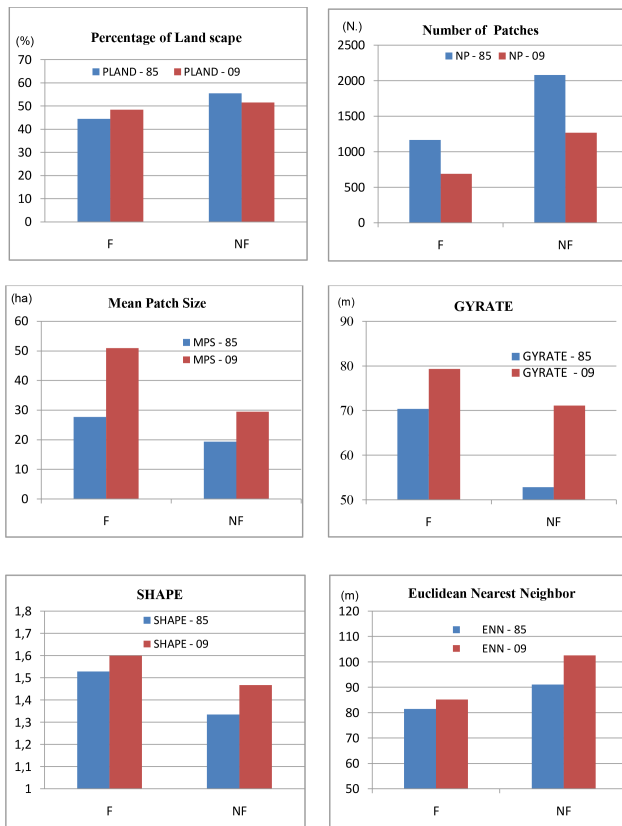 (%)
Percentage of Land scape
PLAND - 85 PLAND - 09
70
60
50
40
30
20
10
0
F NF
(N.)
Number of Patches
NP - 85 NP - 09
2500
2000
1500
1000
500
0
F NF
(ha)
Mean Patch Size
MPS - 85
MPS - 09
60
50
40
30
20
10
0
F NF
(m)
GYRATE
GYRATE - 85
GYRATE - 09
90
80
70
60
50
F NF
SHAPE
SHAPE - 85
SHAPE - 09
1,8
1,7
1,6
1,5
1,4
1,3
1,2
1,1
1
F NF
(m)
Euclidean Nearest Neighbor
ENN - 85
ENN - 09
120
110
100
90
80
70
60
50
F NF